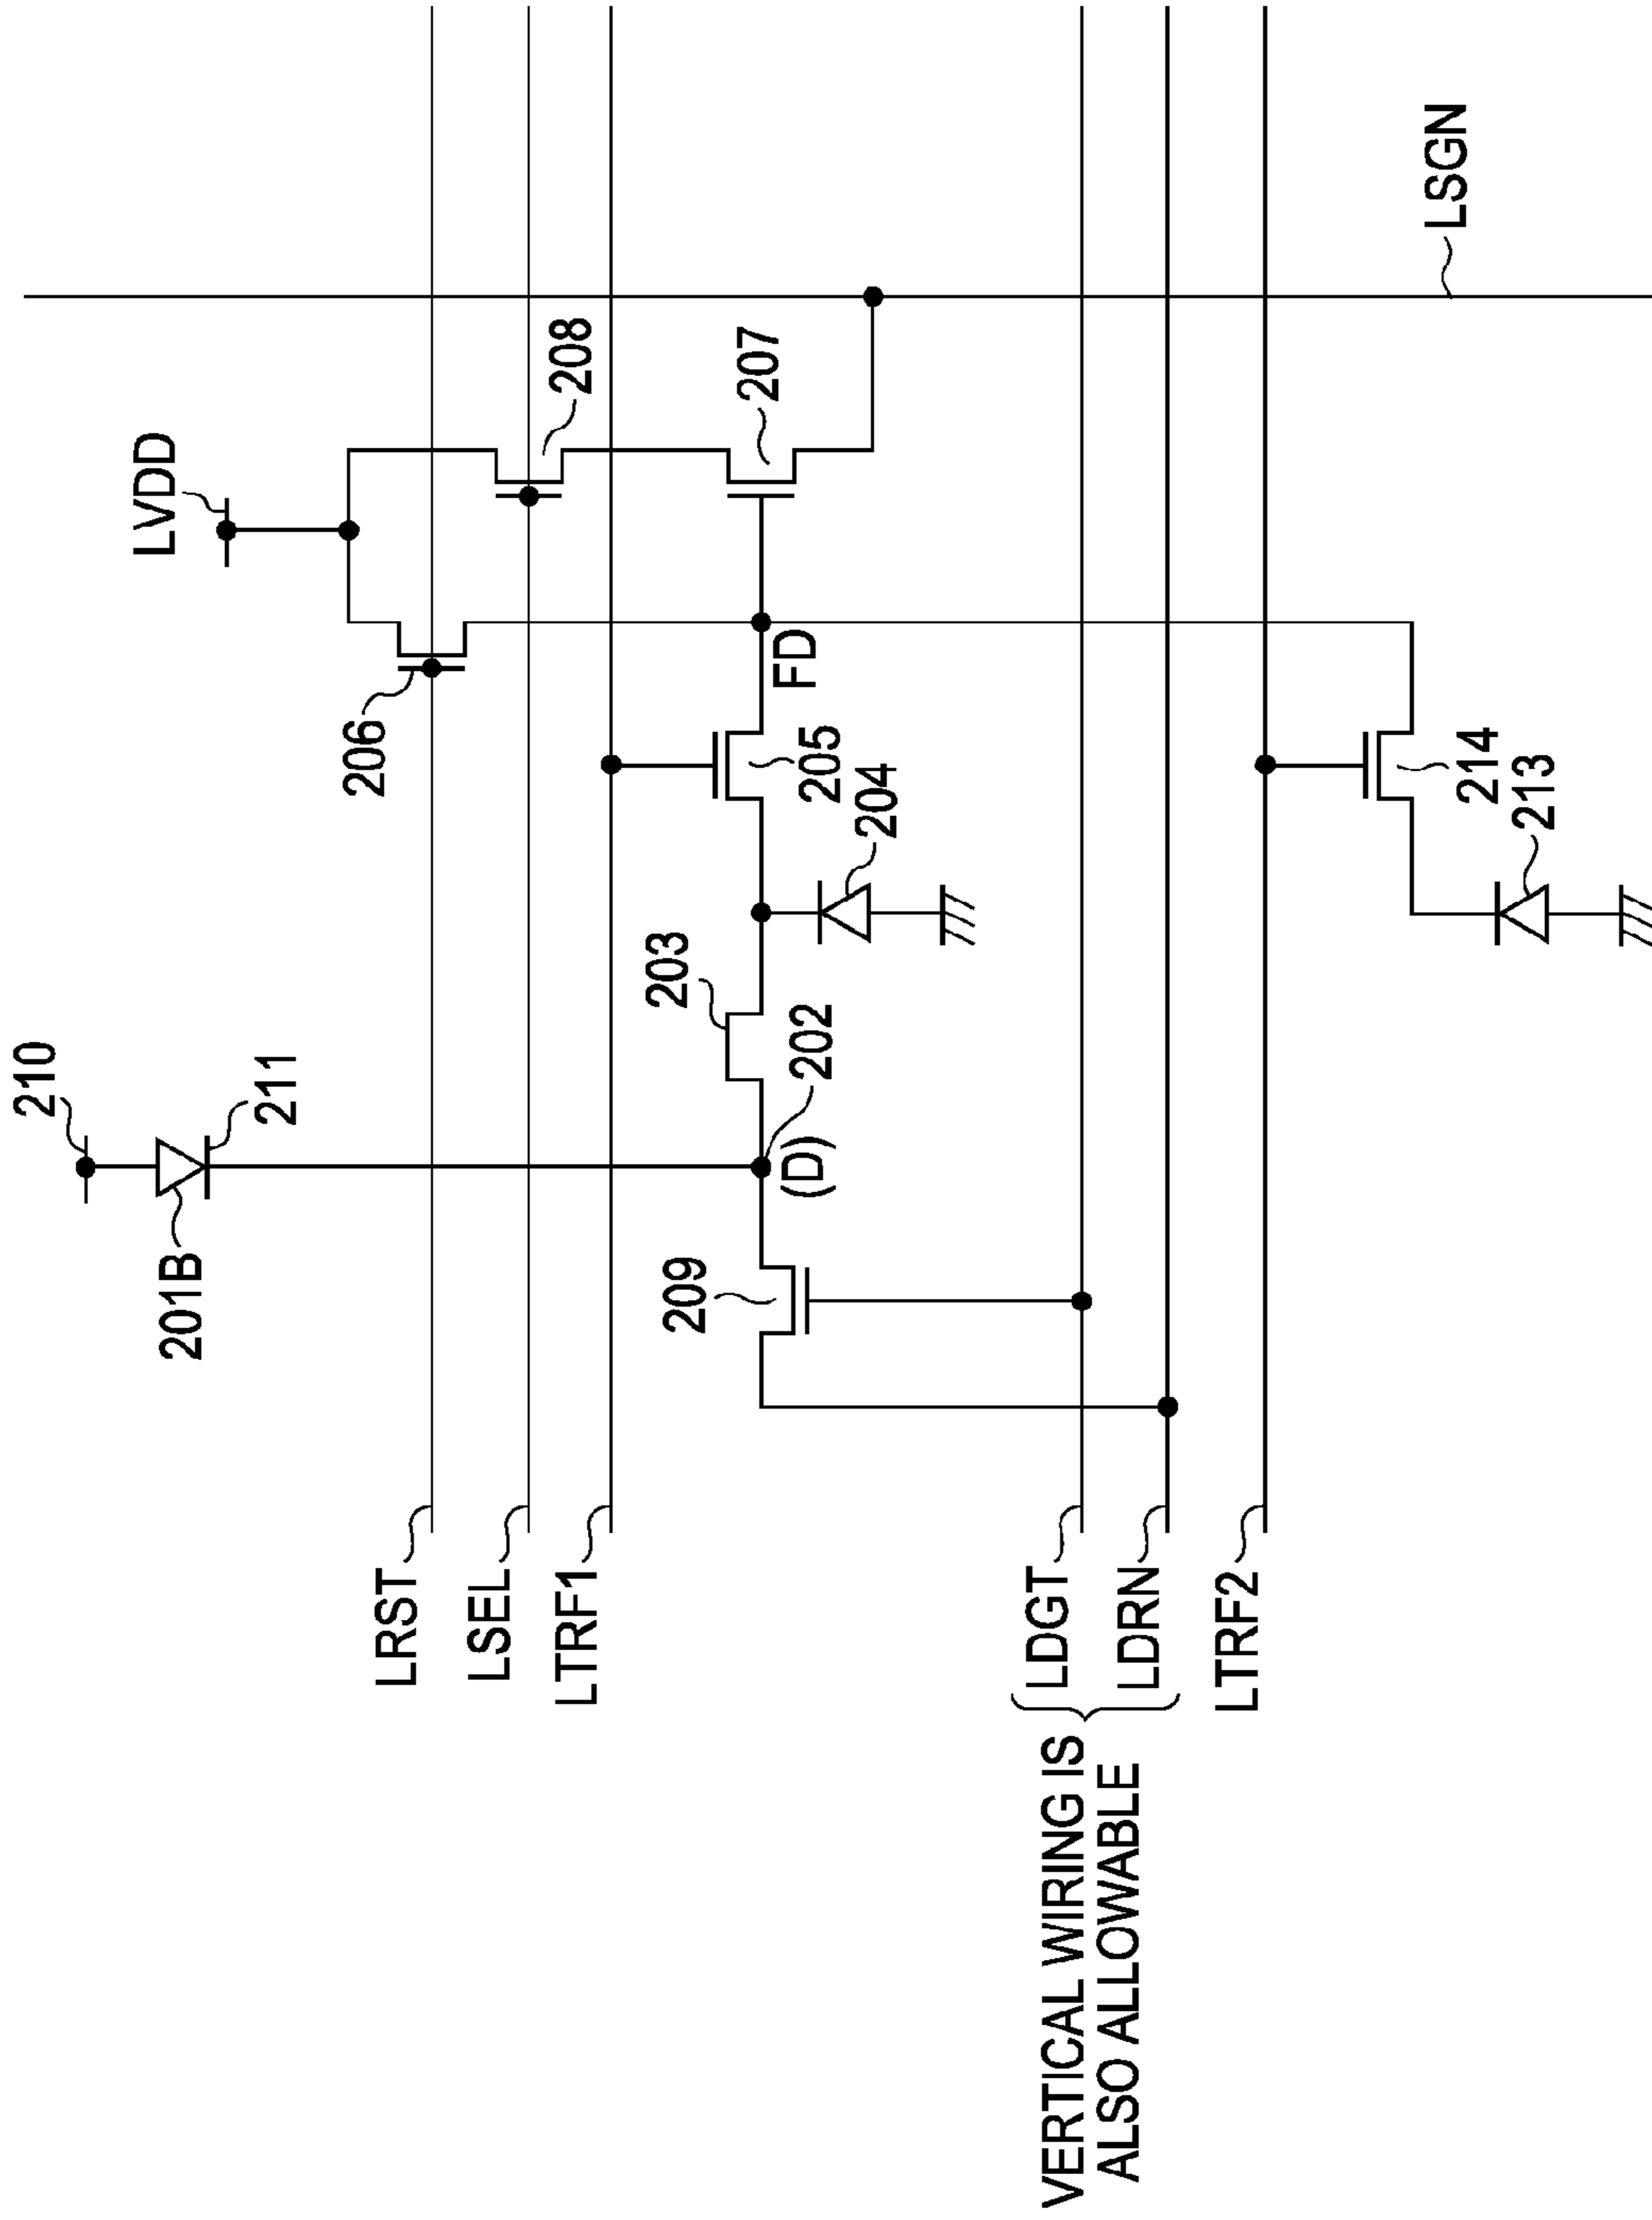 210
211
201B
LVDD
206
208
207
203
202
(D)
209
204
205
FD
214
213
LSGN
LRST
LSEL
LTRF1
LDGT
LDRN
LTRF2
VERTICAL WIRING IS
ALSO ALLOWABLE